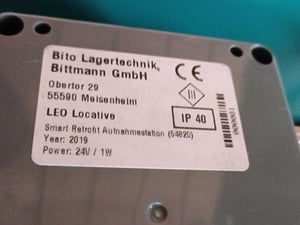 Bito Lagertechnik,
Bittmann GmbH
Obertor 29
55590 Meisenheim
LEO Locative
Smart Retrofit Aufnahmestation (54820)
Year: 2019
Power: 24V / 1W
CE
III
IP 40